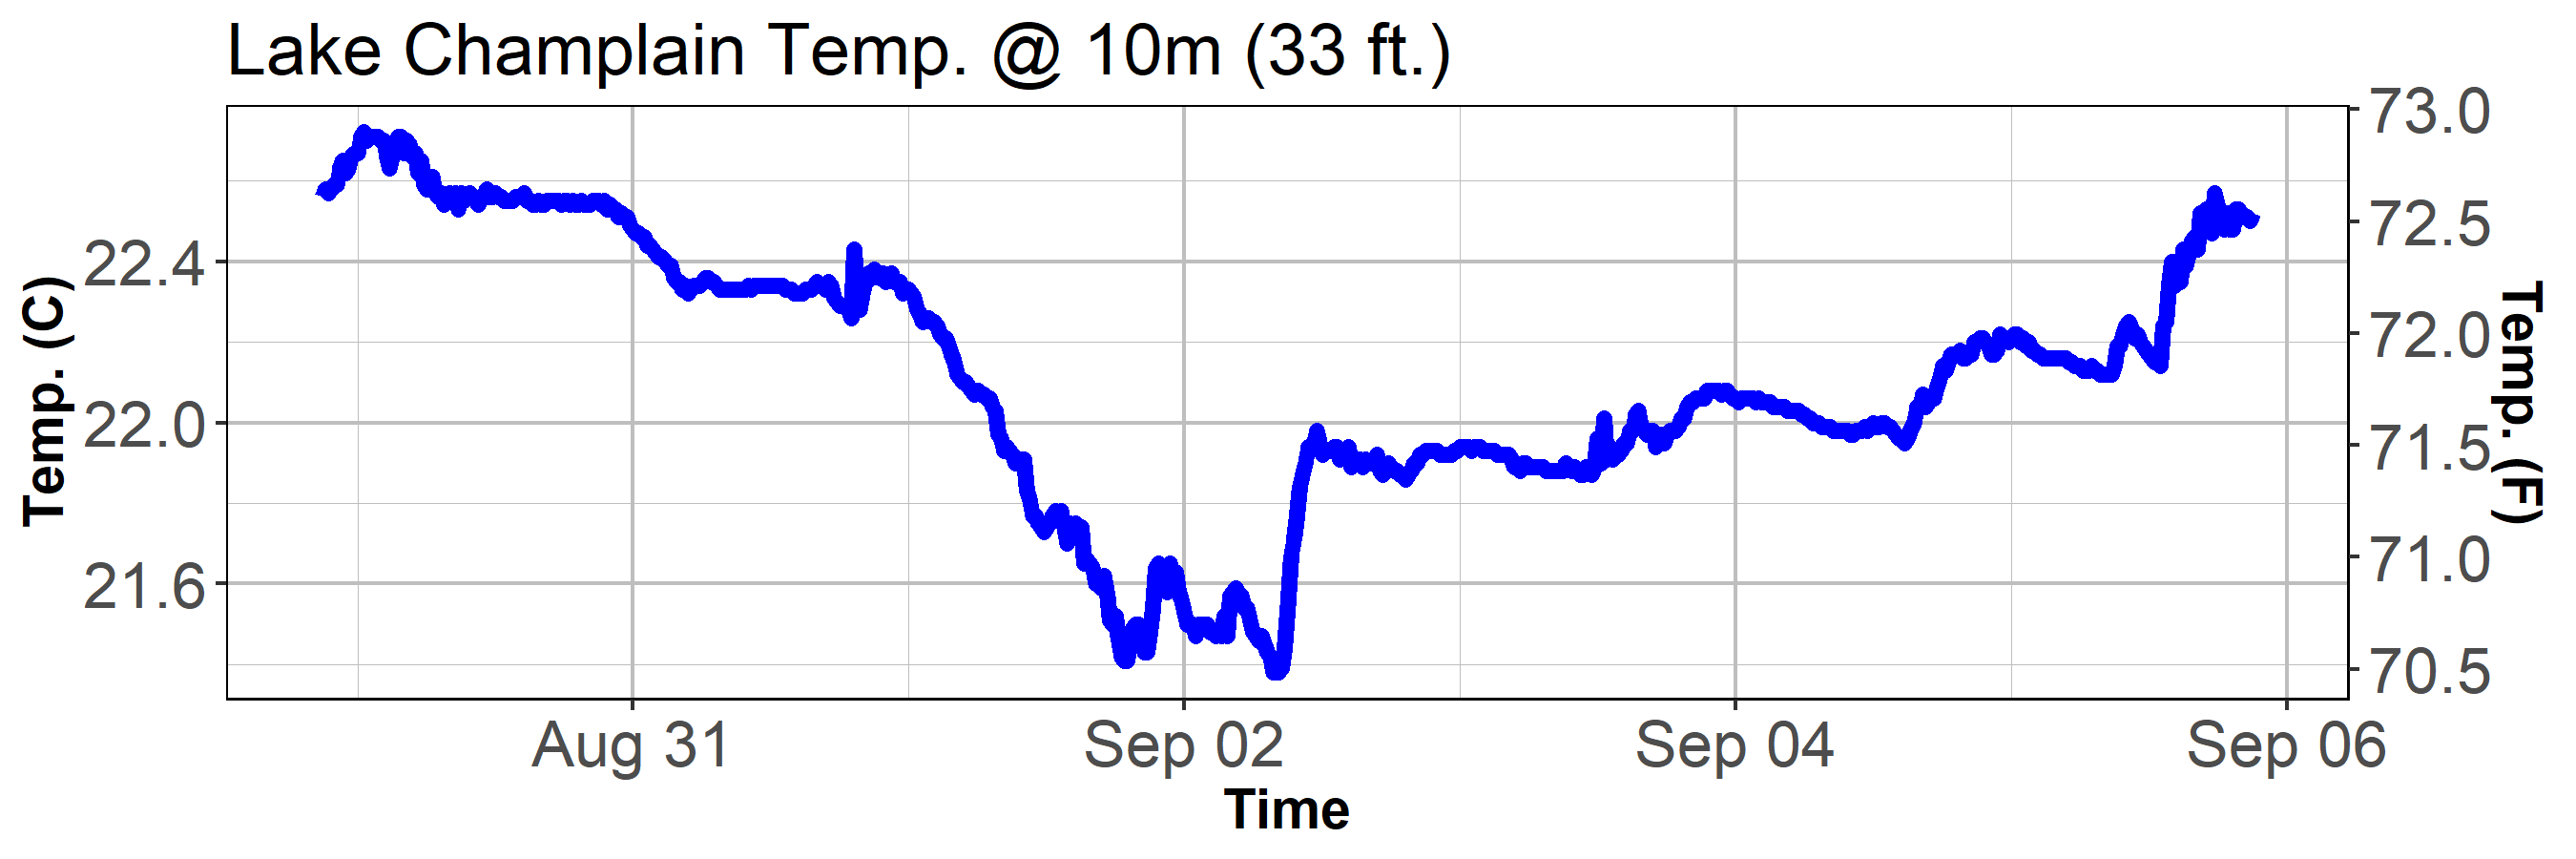 Lake Champlain Temp. @ 10m (33 ft.)
Temp. (C)
22.4
22.0
21.6
73.0
72.5
72.0
71.5
71.0
70.5
Temp. (F)
Aug 31
Sep 02
Sep 04
Sep 06
Time